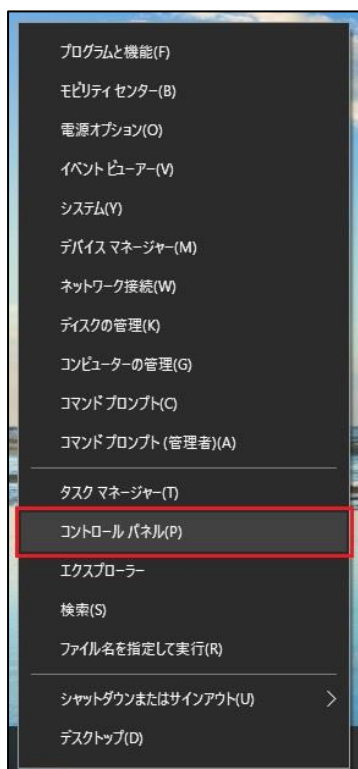 プログラムと機能(F)
モビリティ センター(B)
電源オプション(O)
イベント ビューアー(V)
システム(Y)
デバイス マネージャー(M)
ネットワーク接続(W)
ディスクの管理(K)
コンピューターの管理(G)
コマンド プロンプト(C)
コマンド プロンプト (管理者)(A)
タスク マネージャー(T)
コントロール パネル(P)
エクスプローラー
検索(S)
ファイル名を指定して実行(R)
シャットダウンまたはサインアウト(U)
デスクトップ(D)